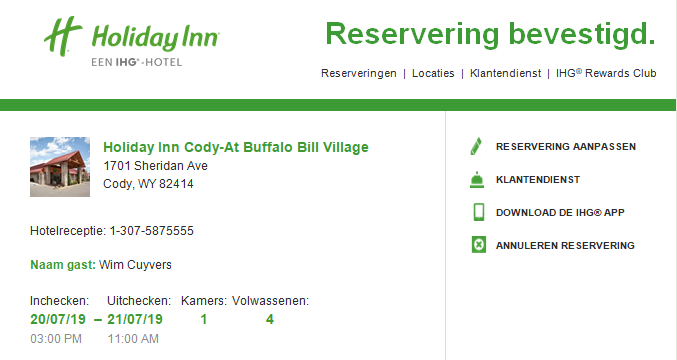 Holiday Inn
EEN IHG®-HOTEL
Reservering bevestigd.
Reserveringen | Locaties | Klantendienst | IHG® Rewards Club
Holiday Inn Cody-At Buffalo Bill Village
1701 Sheridan Ave
Cody, WY 82414
Hotelreceptie: 1-307-5875555
Naam gast: Wim Cuyvers
Inchecken: Uitchecken: Kamers: Volwassenen:
20/07/19 – 21/07/19 1 4
03:00 PM 11:00 AM
RESERVERING AANPASSEN
KLANTENDIENST
DOWNLOAD DE IHG® APP
ANNULEREN RESERVERING